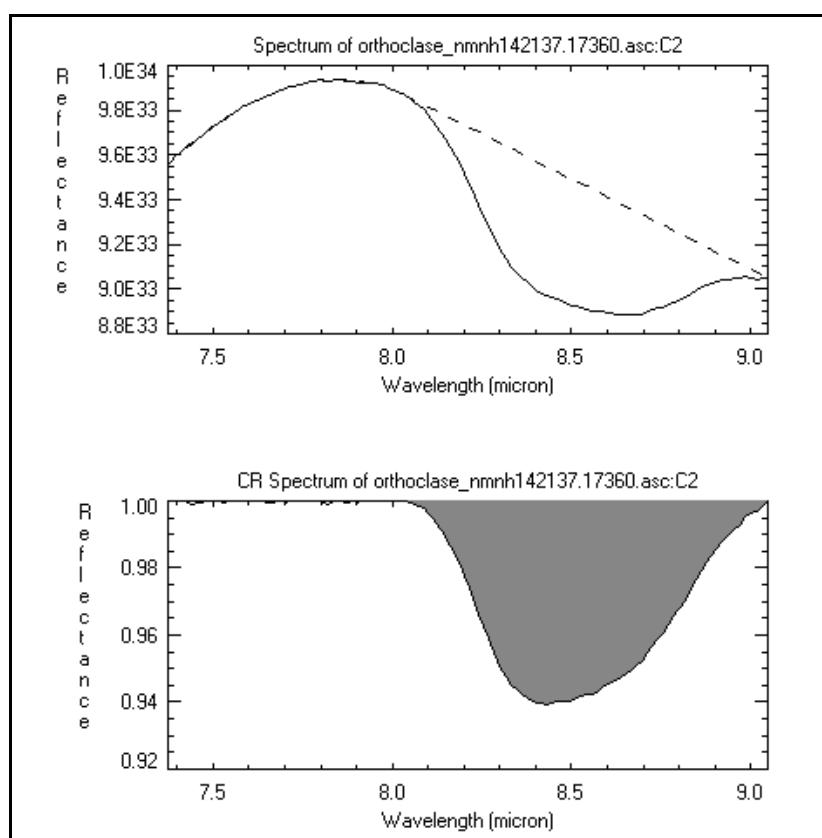 Spectrum of orthoclase_nmnh142137.17360.asc:C2
Reflectance
1.0E34
9.8E33
9.6E33
9.4E33
9.2E33
9.0E33
8.8E33
7.5 8.0 8.5 9.0
Wavelength (micron)
CR Spectrum of orthoclase_nmnh142137.17360.asc:C2
Reflectance
1.00
0.98
0.96
0.94
0.92
7.5 8.0 8.5 9.0
Wavelength (micron)